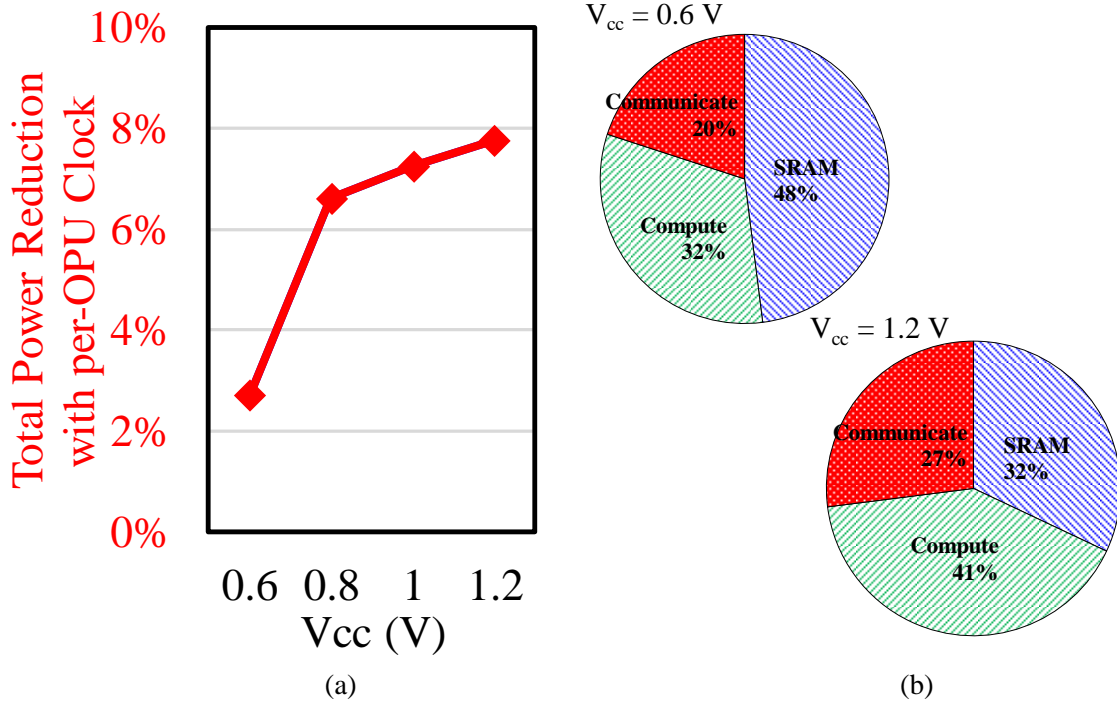 Total Power Reduction
with per-OPU Clock
10%
8%
6%
4%
2%
0%
0.6 0.8 1 1.2
Vcc (V)
(a)
Vcc = 0.6 V
Communicate
20%
SRAM
48%
Compute
32%
Vcc = 1.2 V
Communicate
27%
SRAM
32%
Compute
41%
(b)